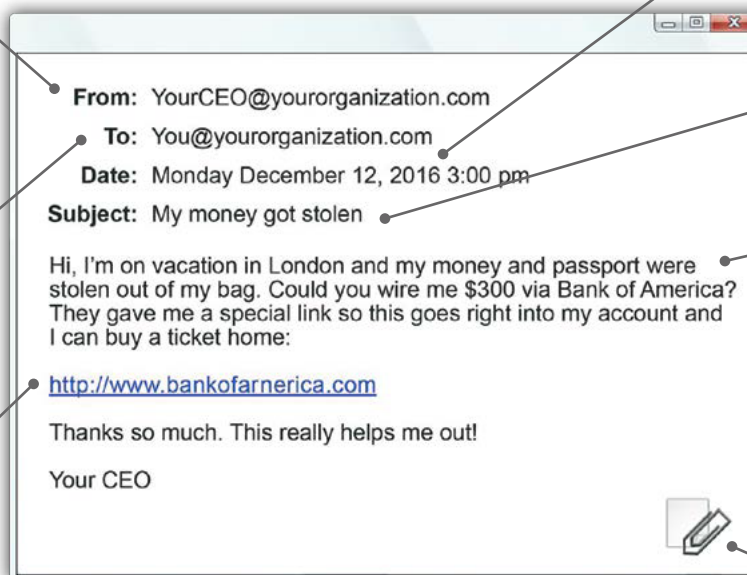 From: YourCEO@yourorganization.com
To: You@yourorganization.com
Date: Monday December 12, 2016 3:00 pm
Subject: My money got stolen
Hi, I'm on vacation in London and my money and passport were
stolen out of my bag. Could you wire me $300 via Bank of America?
They gave me a special link so this goes right into my account and
I can buy a ticket home:
http://www.bankofarnerica.com
Thanks so much. This really helps me out!
Your CEO